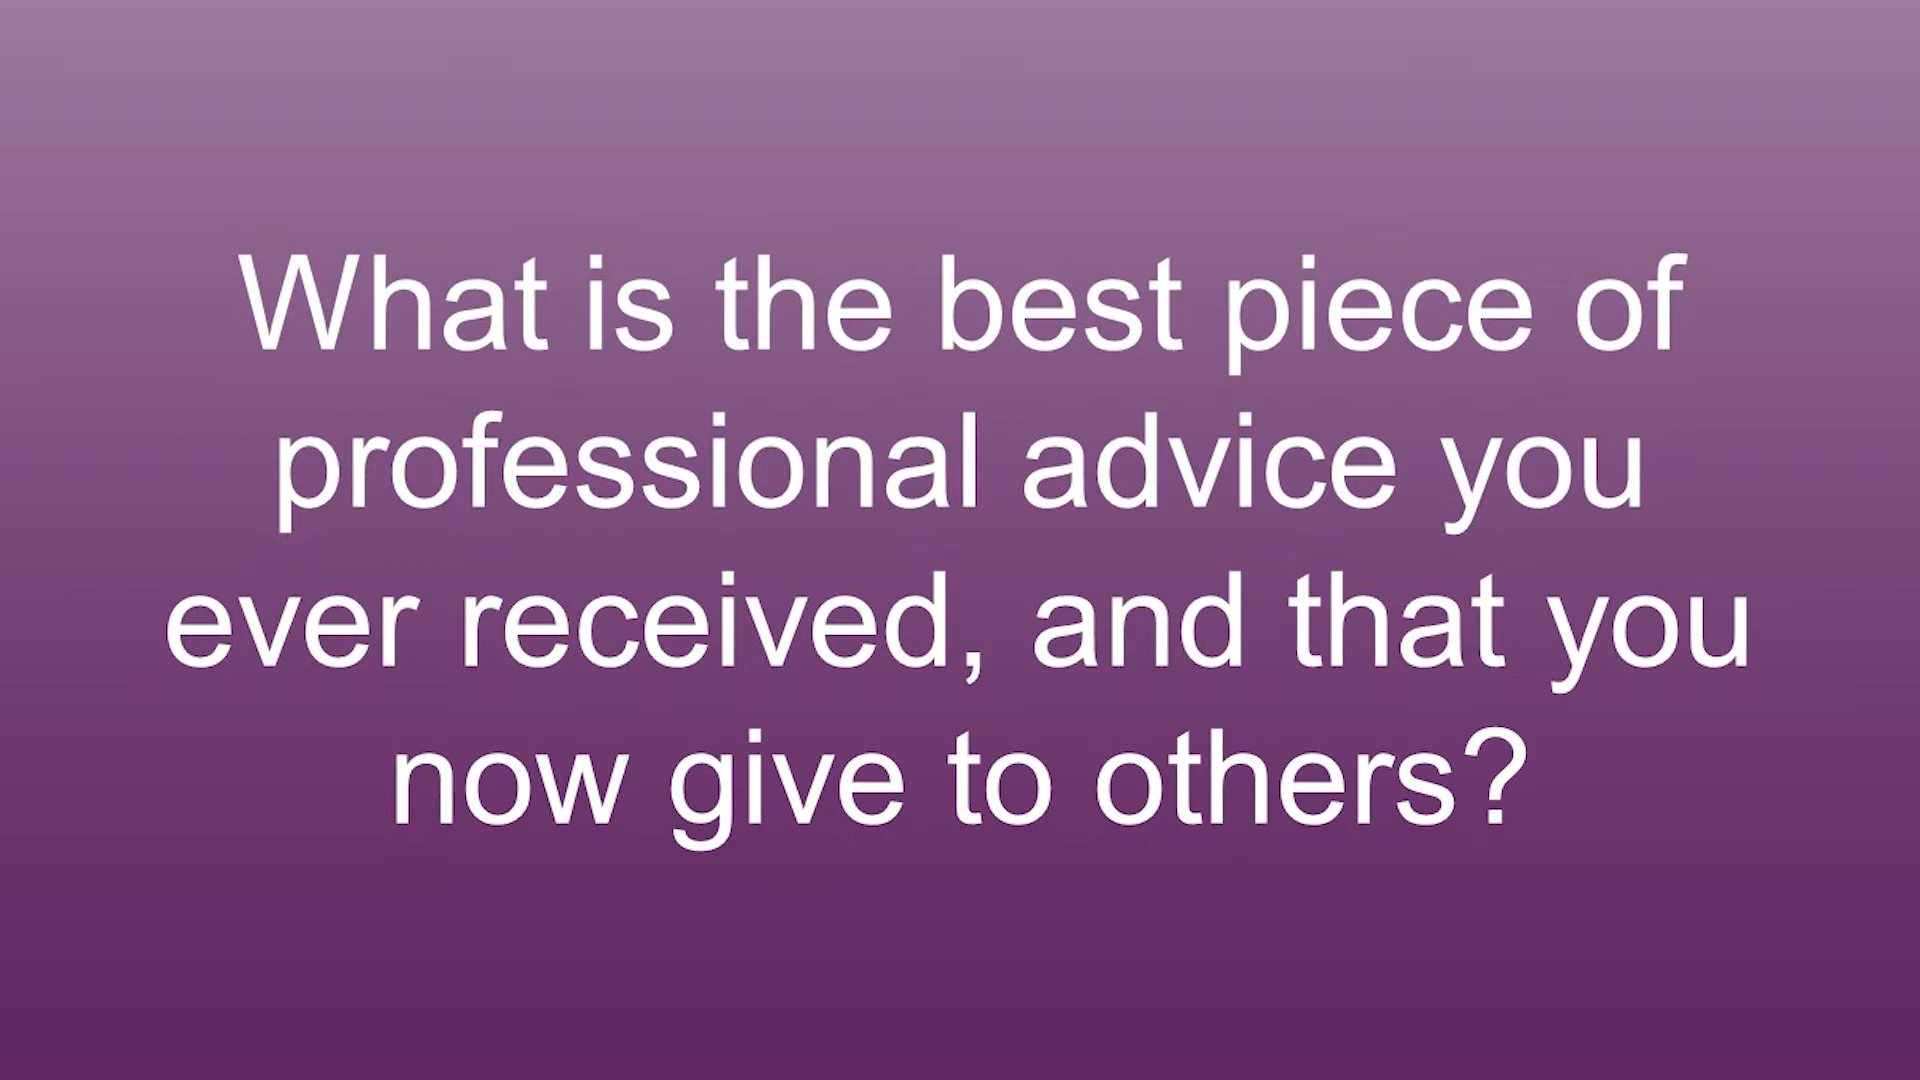 What is the best piece of
professional advice you
ever received, and that you
now give to others?